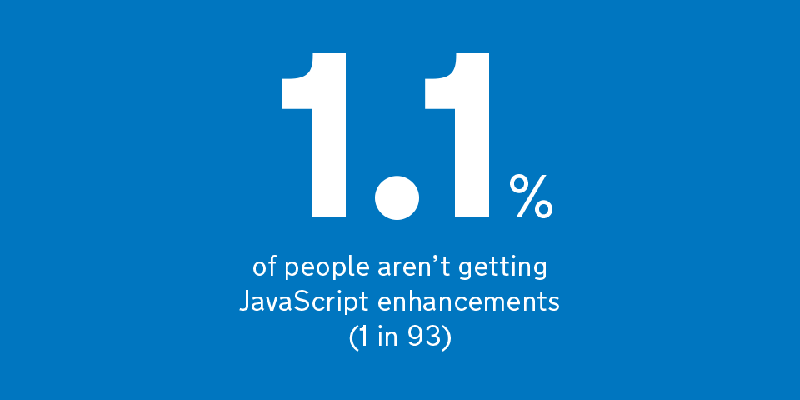 1.1%
of people aren’t getting
JavaScript enhancements
(1 in 93)